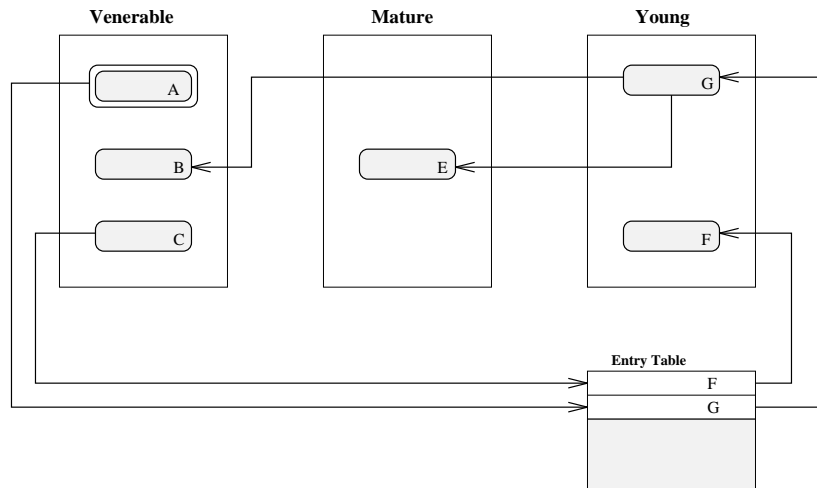 Venerable Mature Young
A G
B E
C F
Entry Table
F
G